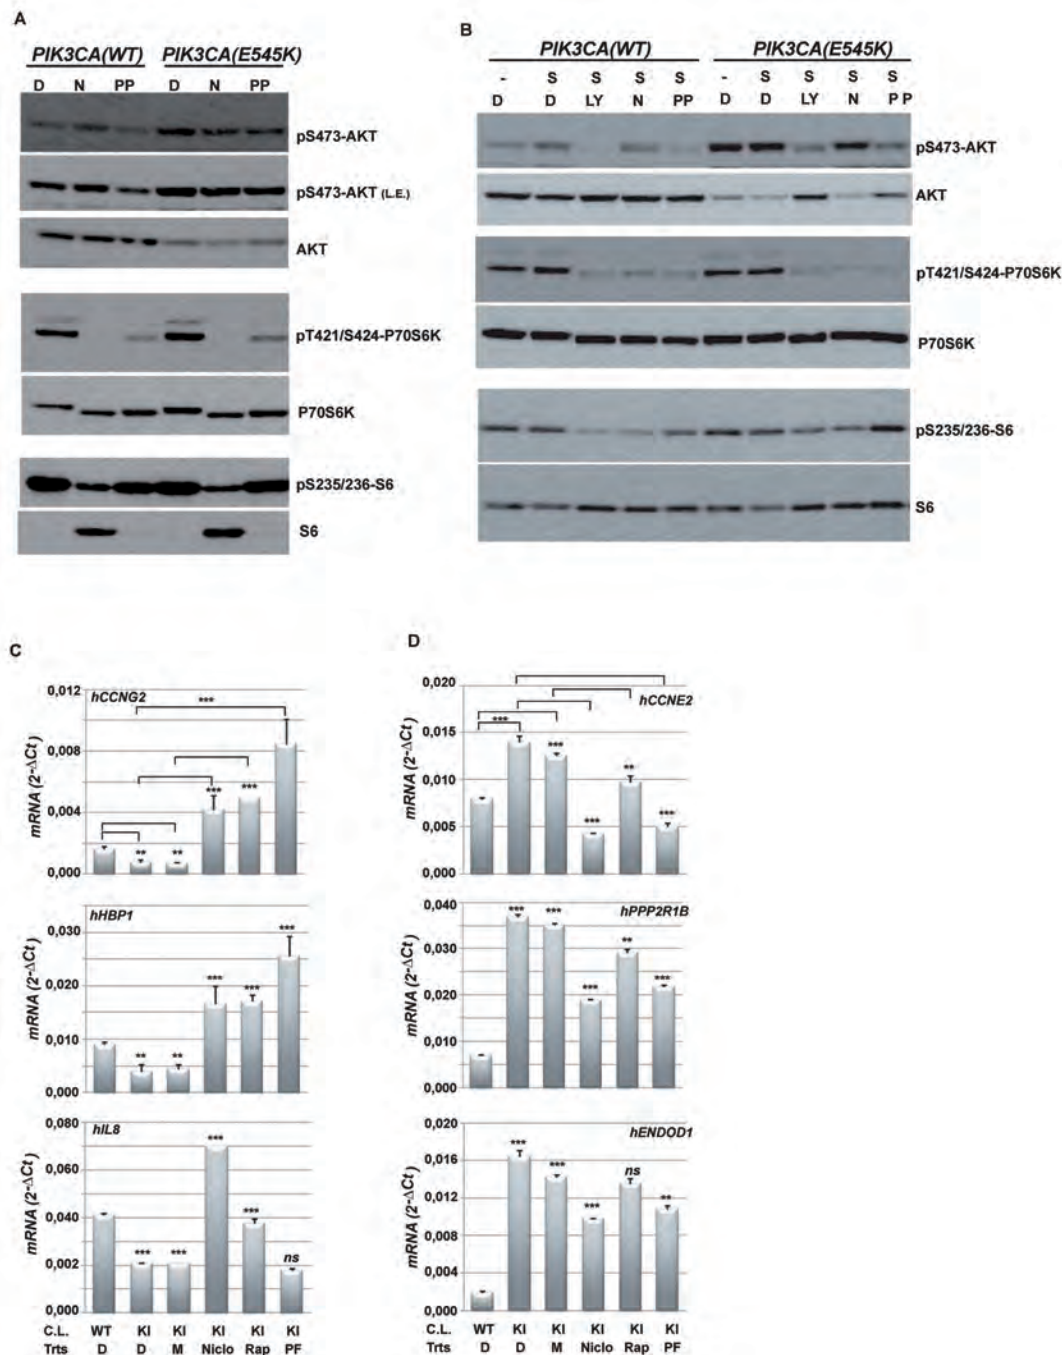 A
PIK3CA(WT) PIK3CA(E545K)
D N PP D N PP
pS473-AKT
pS473-AKT (L.E.)
AKT
pT421/S424-P70S6K
P70S6K
pS235/236-S6
S6
B
PIK3CA(WT) PIK3CA(E545K)
- S S S S - S S S S
D D LY N PP D D LY N PP
pS473-AKT
AKT
pT421/S424-P70S6K
P70S6K
pS235/236-S6
S6
C
hCCNG2
mRNA (2-ΔCt)
0,012
0,008
0,004
0,000
***
*** ***
** **
hHBP1
mRNA (2-ΔCt)
0,030
0,020
0,010
0,000
** ** *** *** ***
hIL8
mRNA (2-ΔCt)
0,080
0,060
0,040
0,002
0,000
*** *** *** *** ns
C.L. WT KI KI KI KI KI
Trts D D M Niclo Rap PF
D
hCCNE2
mRNA (2-ΔCt)
0,020
0,015
0,010
0,005
0,000
*** *** *** ** ***
hPPP2R1B
mRNA (2-ΔCt)
0,040
0,030
0,020
0,010
0,000
*** *** *** ** ***
hENDOD1
mRNA (2-ΔCt)
0,020
0,016
0,012
0,008
0,004
0,000
*** *** *** ns **
C.L. WT KI KI KI KI KI
Trts D D M Niclo Rap PF